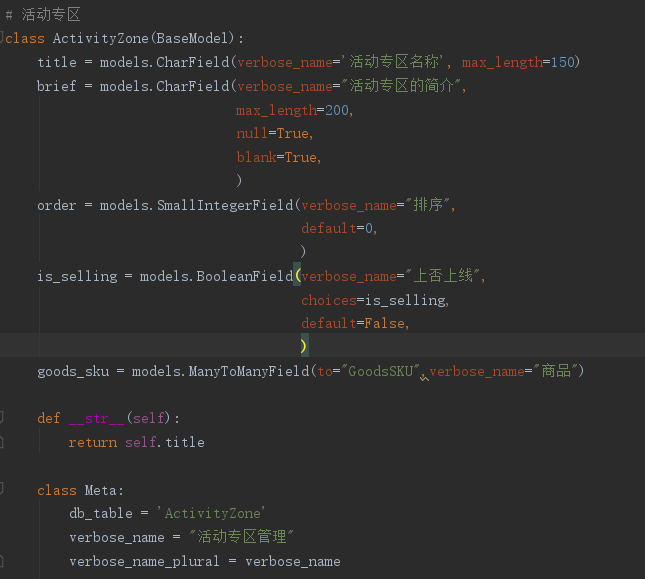 # 活动专区
class ActivityZone(BaseModel):
    title = models.CharField(verbose_name='活动专区名称', max_length=150)
    brief = models.CharField(verbose_name="活动专区的简介",
                             max_length=200,
                             null=True,
                             blank=True,
                             )
    order = models.SmallIntegerField(verbose_name="排序",
                                     default=0,
                                     )
    is_selling = models.BooleanField(verbose_name="上否上线",
                                     choices=is_selling,
                                     default=False,
                                     )
    goods_sku = models.ManyToManyField(to="GoodsSKU",verbose_name="商品")

    def __str__(self):
        return self.title

    class Meta:
        db_table = 'ActivityZone'
        verbose_name = "活动专区管理"
        verbose_name_plural = verbose_name